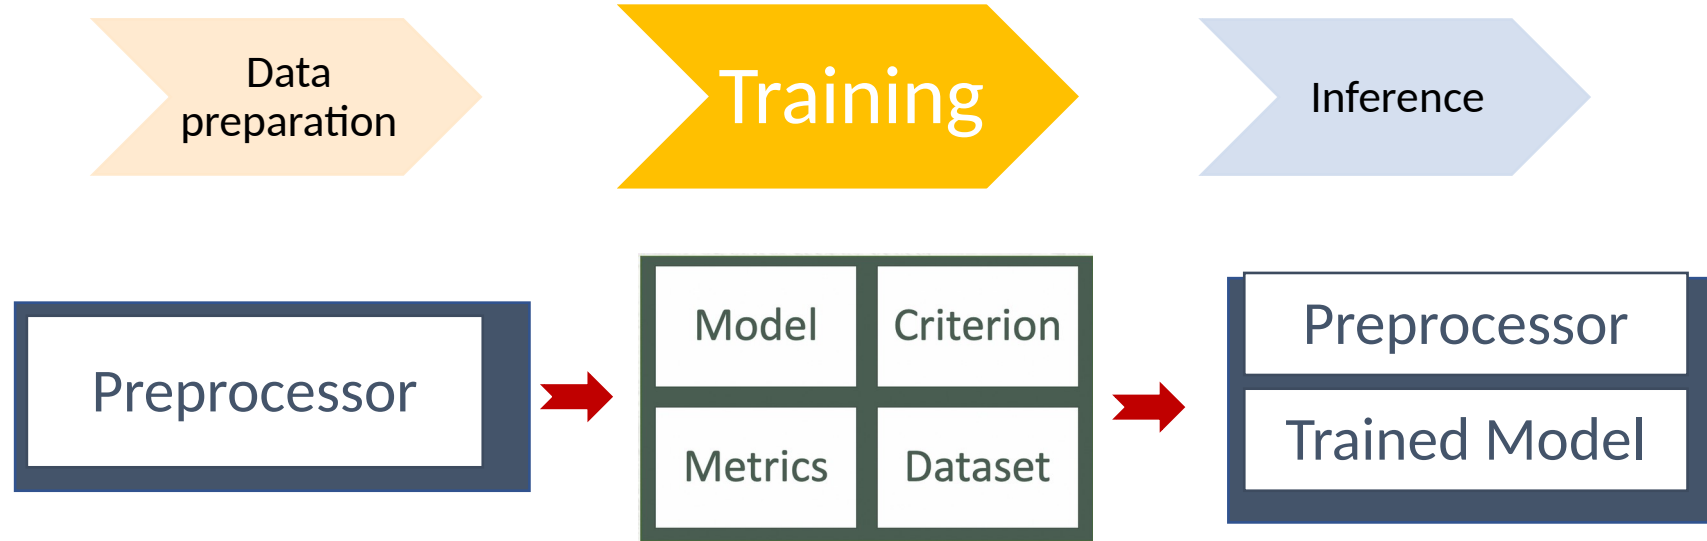 Data
preparation
Training
Inference
Preprocessor
Model
Criterion
Metrics
Dataset
Preprocessor
Trained Model